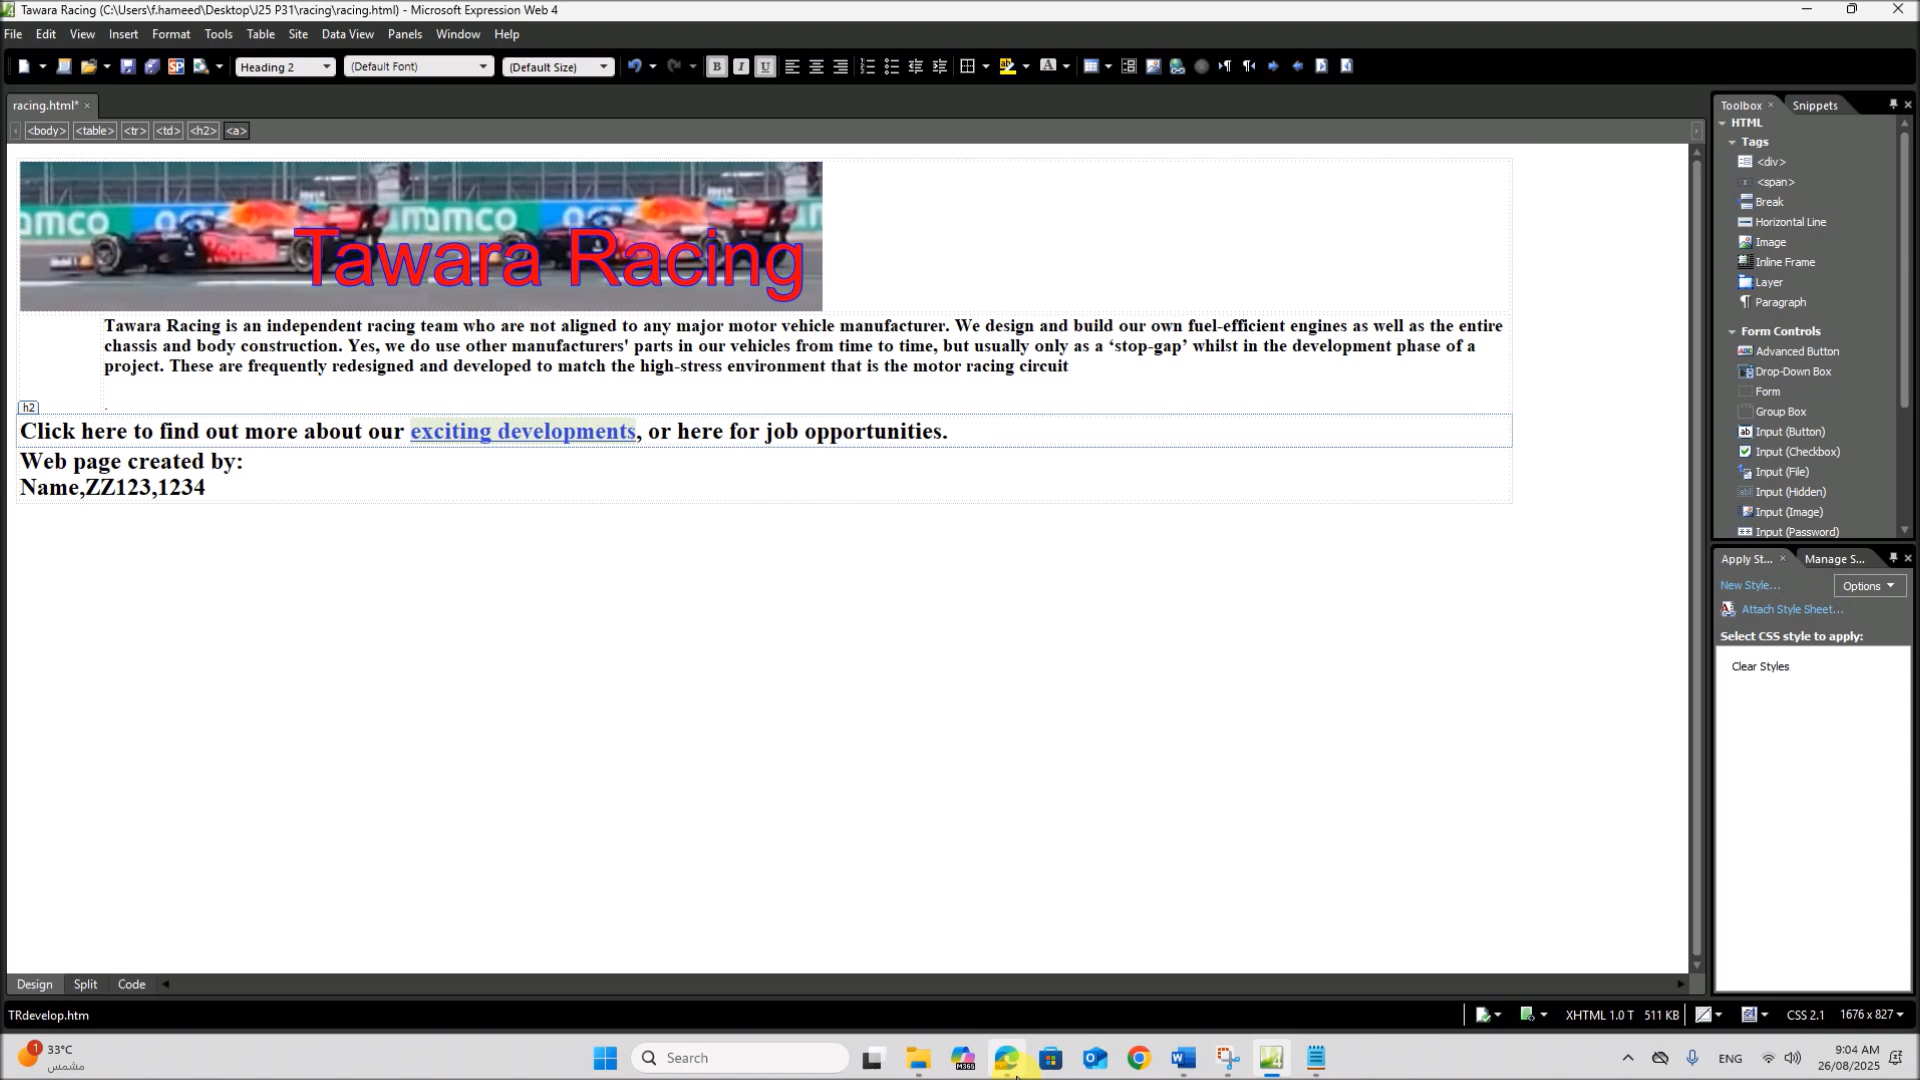 Tawara Racing (C:\Users\f.hameed\Desktop\J25 P31\racing\racing.html) - Microsoft Expression Web 4
File Edit View Insert Format Tools Table Site Data View Panels Window Help
Heading 2 (Default Font) (Default Size)
racing.html*
<body> <table> <tr> <td> <h2> <a>
Tawara Racing
Tawara Racing is an independent racing team who are not aligned to any major motor vehicle manufacturer. We design and build our own fuel-efficient engines as well as the entire
chassis and body construction. Yes, we do use other manufacturers' parts in our vehicles from time to time, but usually only as a ‘stop-gap’ whilst in the development phase of a
project. These are frequently redesigned and developed to match the high-stress environment that is the motor racing circuit
.
h2
Click here to find out more about our exciting developments, or here for job opportunities.
Web page created by:
Name,ZZ123,1234
Toolbox Snippets
HTML
Tags
<div>
<span>
Break
Horizontal Line
Image
Inline Frame
Layer
Paragraph
Form Controls
Advanced Button
Drop-Down Box
Form
Group Box
Input (Button)
Input (Checkbox)
Input (File)
Input (Hidden)
Input (Image)
Input (Password)
Apply St... Manage S...
New Style... Options
Attach Style Sheet...
Select CSS style to apply:
Clear Styles
Design Split Code
TRdevelop.htm XHTML 1.0 T 511 KB CSS 2.1 1676 x 827
1 33°C
مشمس
Search
ENG
9:04 AM
26/08/2025